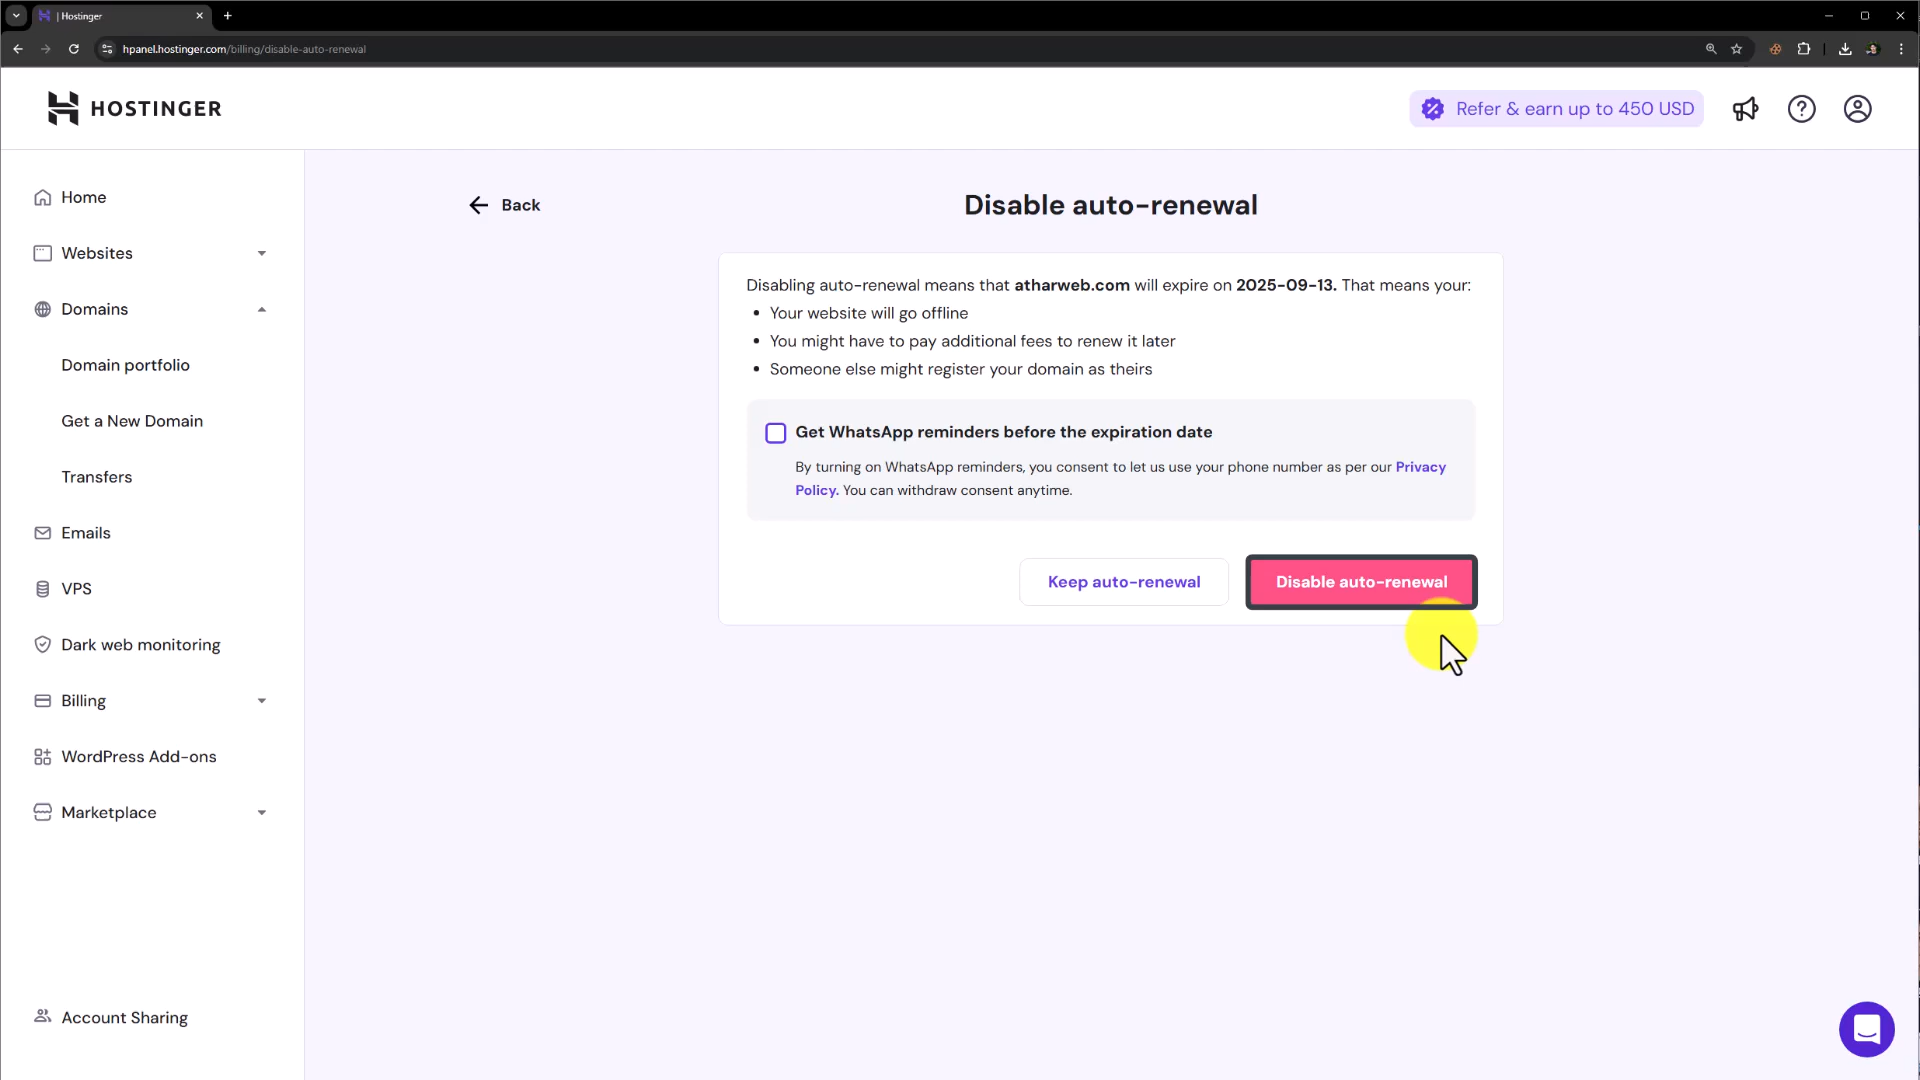 | Hostinger
hpanel.hostinger.com/billing/disable-auto-renewal
HOSTINGER
Refer & earn up to 450 USD
Home
Websites
Domains
Domain portfolio
Get a New Domain
Transfers
Emails
VPS
Dark web monitoring
Billing
WordPress Add-ons
Marketplace
Account Sharing
Back
Disable auto-renewal
Disabling auto-renewal means that atharweb.com will expire on 2025-09-13. That means your:
• Your website will go offline
• You might have to pay additional fees to renew it later
• Someone else might register your domain as theirs
Get WhatsApp reminders before the expiration date
By turning on WhatsApp reminders, you consent to let us use your phone number as per our Privacy
Policy. You can withdraw consent anytime.
Keep auto-renewal
Disable auto-renewal